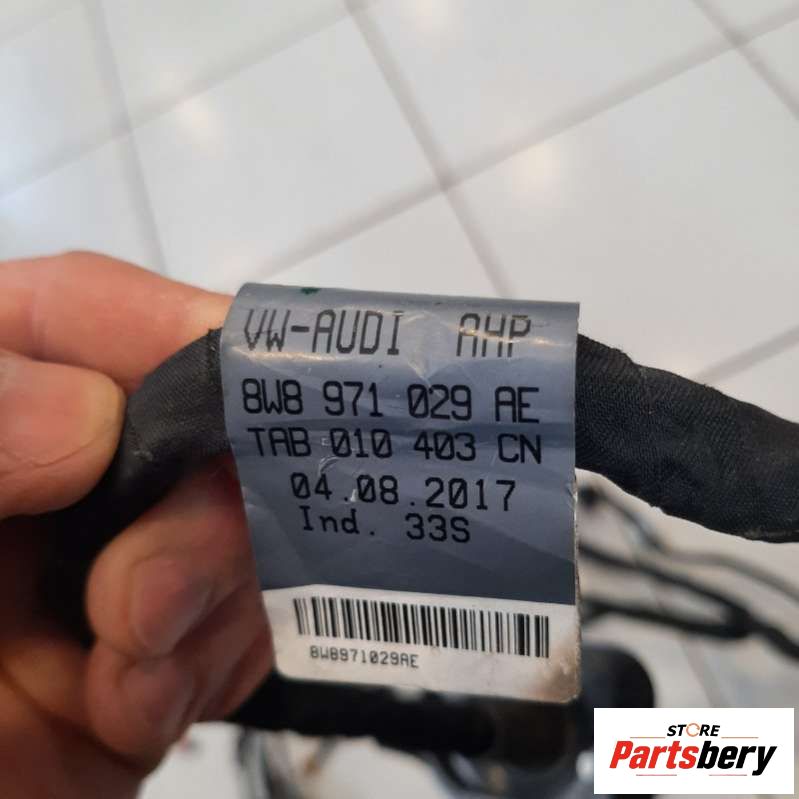 VW-AUDI AHP
8W8 971 029 AE
TAB 010 403 CN
04.08.2017
Ind. 33S
8W8971029AE
STORE
Partsbery